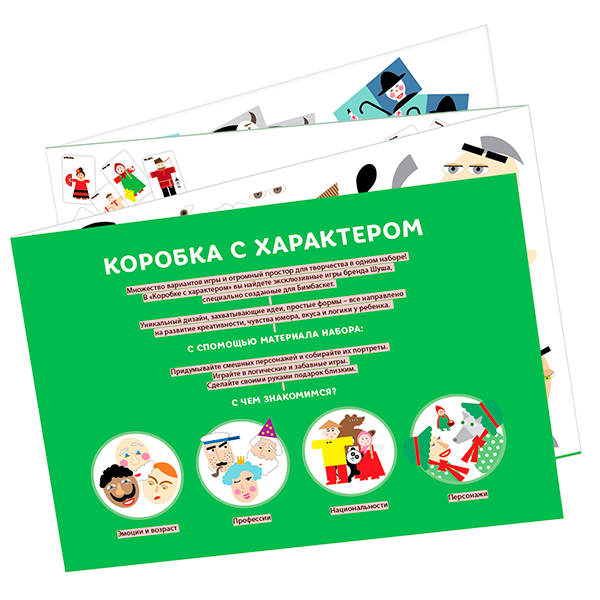 КОРОБКА С ХАРАКТЕРОМ
Множество вариантов игры и огромный простор для творчества в одном наборе!
В «Коробке с характером» вы найдете эксклюзивные игры бренда Шуша,
специально созданные для Бимбаскет.
Уникальный дизайн, захватывающие идеи, простые формы – все направлено
на развитие креативности, чувства юмора, вкуса и логики у ребенка.
С СПОМОЩЬЮ МАТЕРИАЛА НАБОРА:
Придумывайте смешных персонажей и собирайте их портреты.
Играйте в логические и забавные игры.
Сделайте своими руками подарок близким.
С ЧЕМ ЗНАКОМИМСЯ?
Эмоции и возраст
Профессии
Национальности
Персонажи